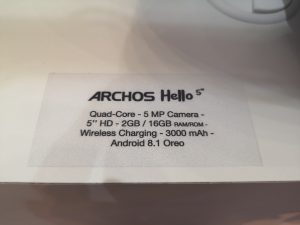 ARCHOS Hello 5"
Quad-Core - 5 MP Camera -
5'' HD - 2GB / 16GB RAM/ROM -
Wireless Charging - 3000 mAh -
Android 8.1 Oreo